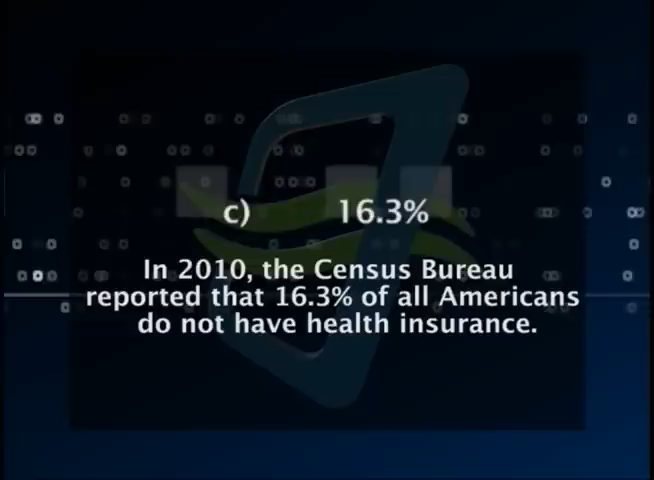 c) 16.3%
In 2010, the Census Bureau
reported that 16.3% of all Americans
do not have health insurance.